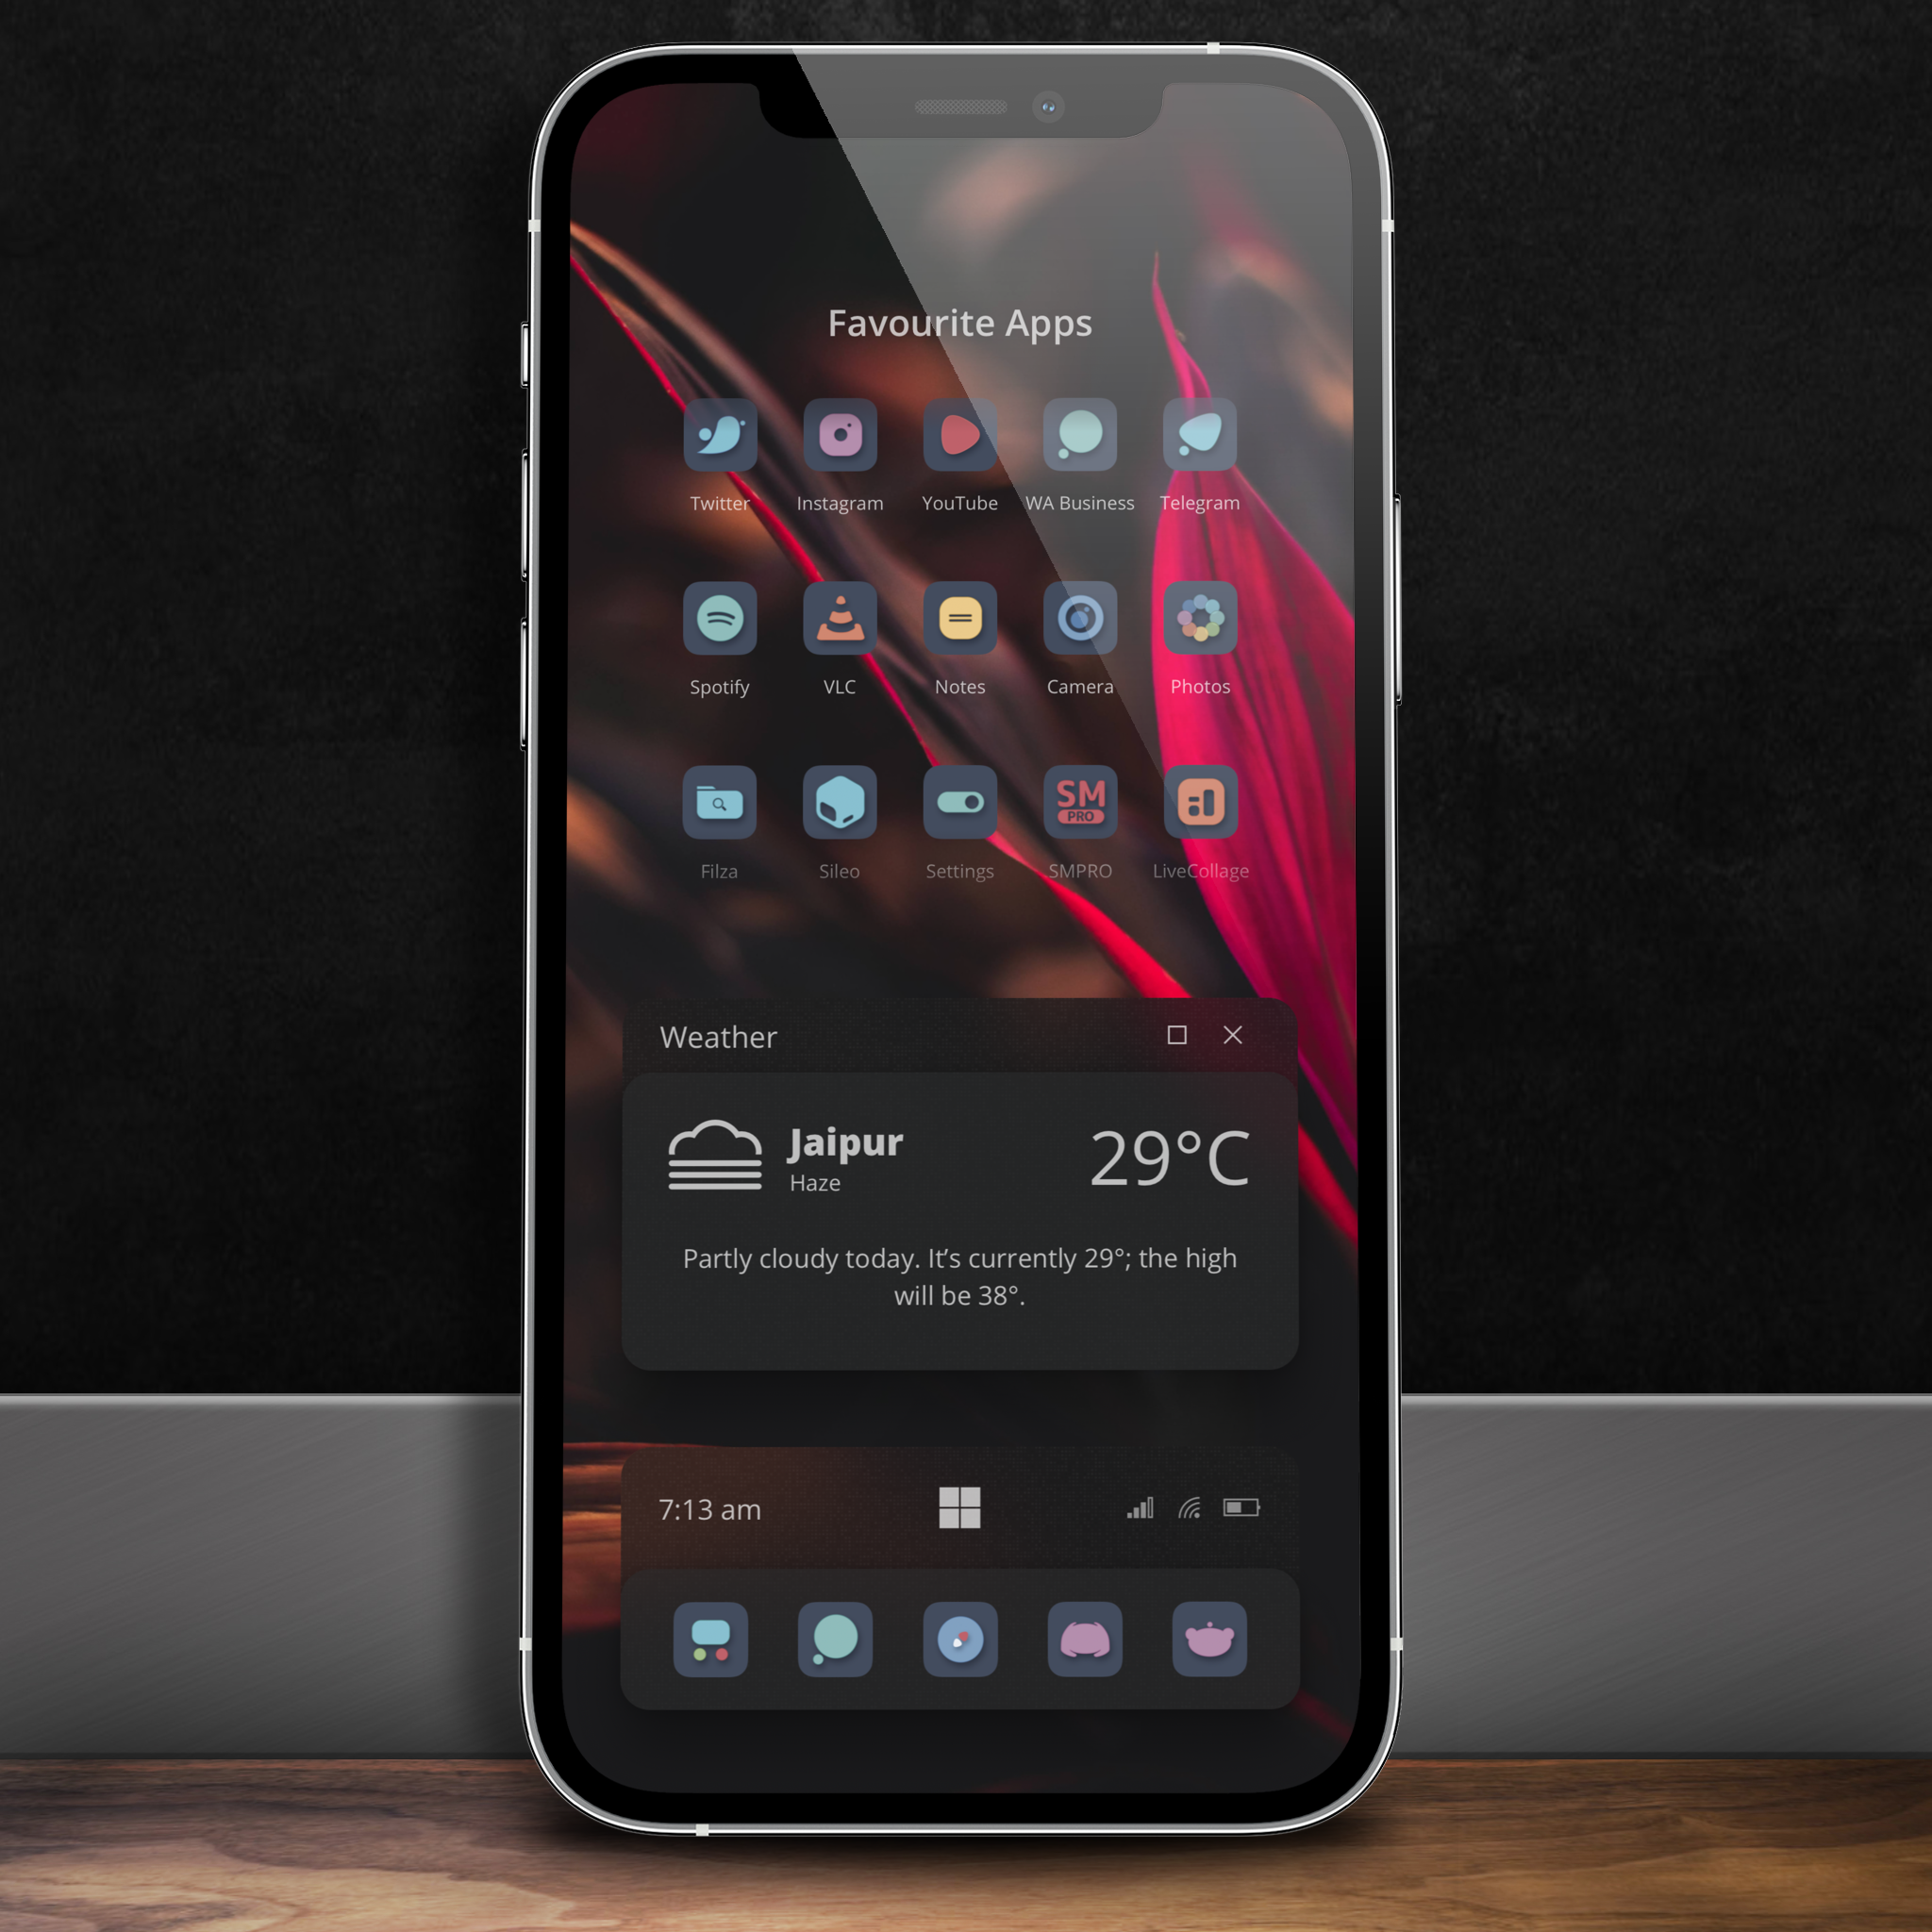 Favourite Apps
Twitter Instagram YouTube WA Business Telegram
Spotify VLC Notes Camera Photos
SM
PRO
Filza Sileo Settings SMPRO LiveCollage
Weather
Jaipur
29°C
Haze
Partly cloudy today. It’s currently 29°; the high
will be 38°.
7:13 am